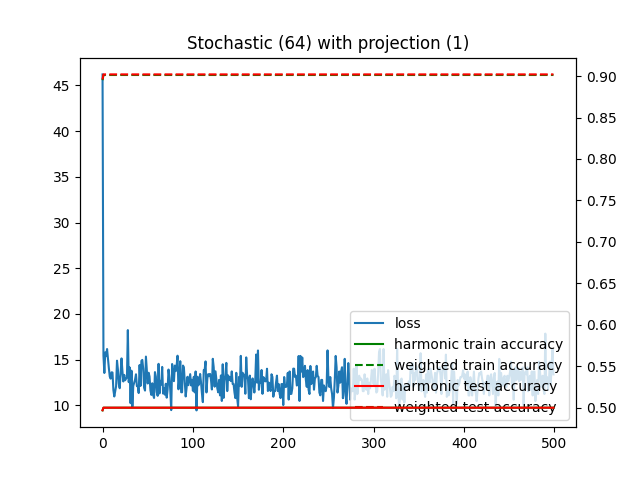 Stochastic (64) with projection (1)
45
40
35
30
25
20
15
10
0.90
0.85
0.80
0.75
0.70
0.65
0.60
0.55
0.50
loss
harmonic train accuracy
weighted train accuracy
harmonic test accuracy
weighted test accuracy
0 100 200 300 400 500